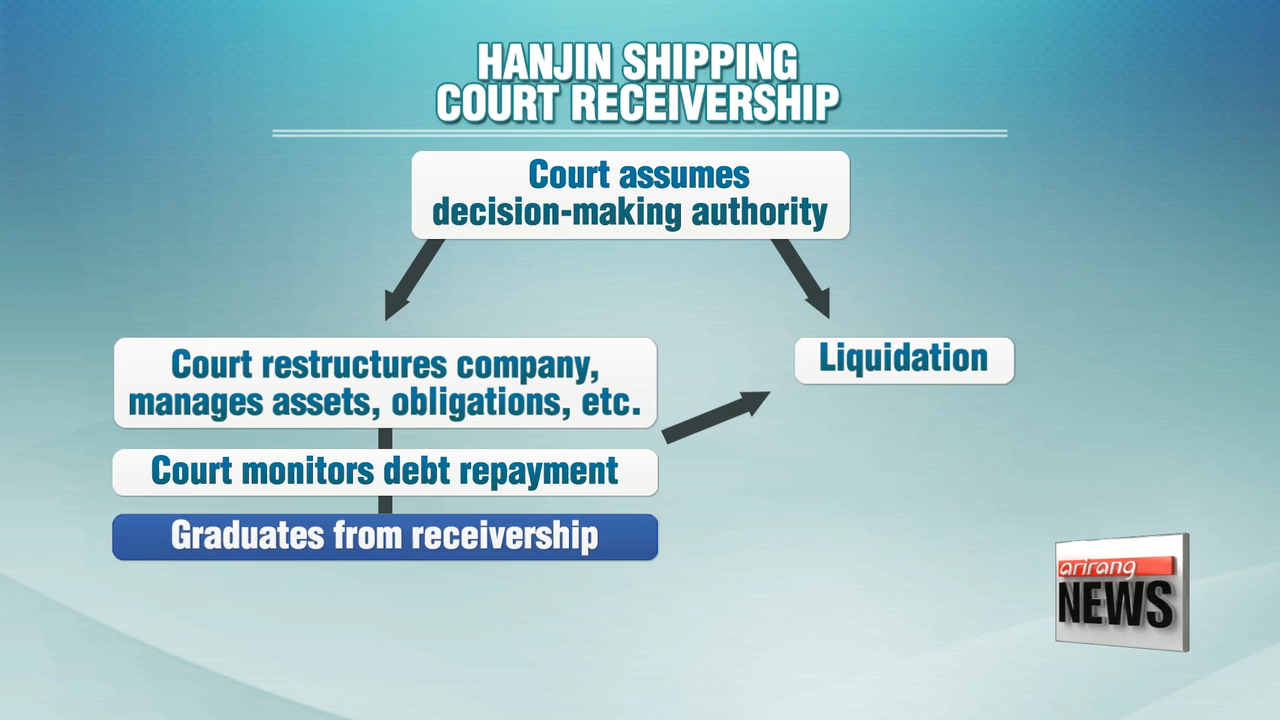 HANJIN SHIPPING
COURT RECEIVERSHIP
Court assumes
decision-making authority
Court restructures company,
manages assets, obligations, etc.
Liquidation
Court monitors debt repayment
Graduates from receivership
arirang
NEWS